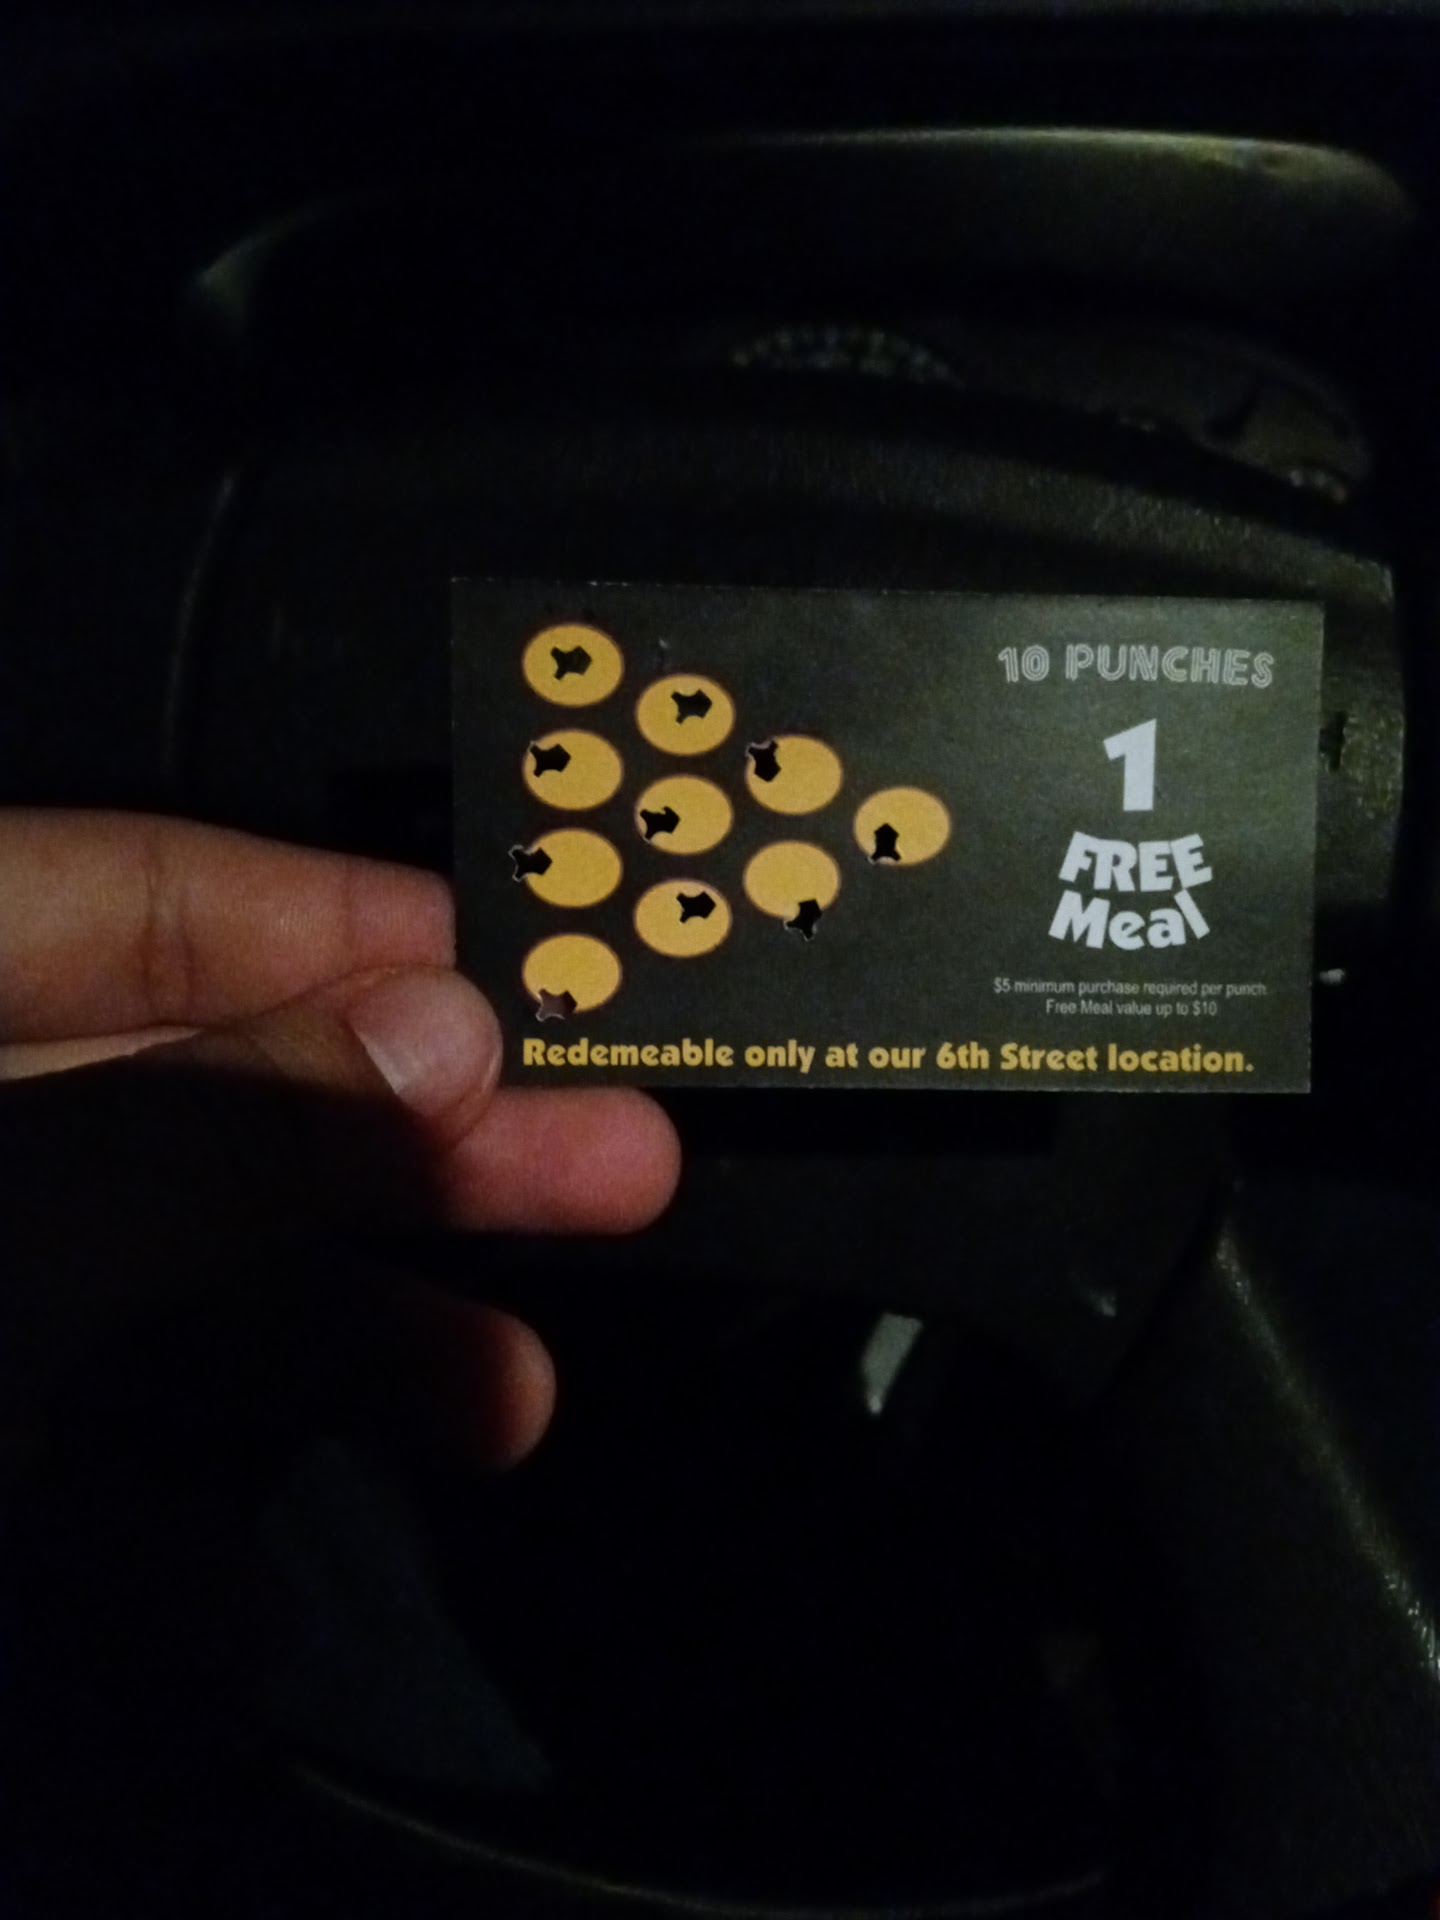 10 PUNCHES
1
FREE
Meal
$5 minimum purchase required per punch
Free Meal value up to $10
Redemeable only at our 6th Street location.